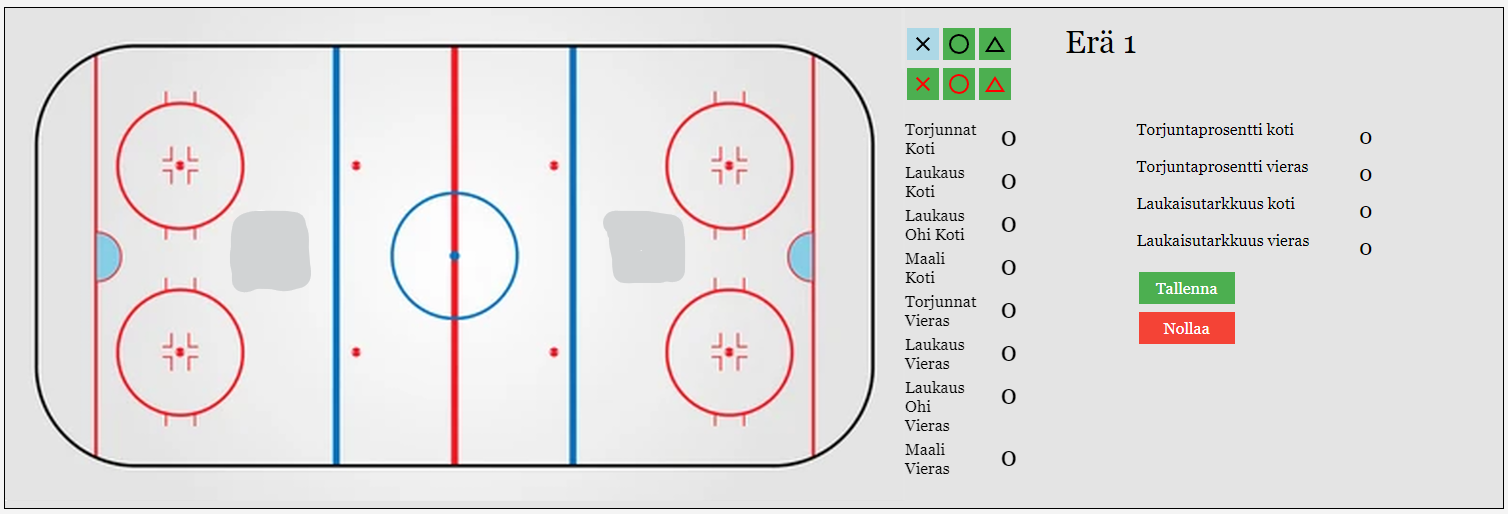 Erä 1
Torjunnat
Koti
0
Laukaus
Koti
0
Laukaus
Ohi Koti
0
Maali
Koti
0
Torjunnat
Vieras
0
Laukaus
Vieras
0
Laukaus
Ohi
Vieras
0
Maali
Vieras
0
Torjuntaprosentti koti
0
Torjuntaprosentti vieras
0
Laukaisutarkkuus koti
0
Laukaisutarkkuus vieras
0
Tallenna
Nollaa